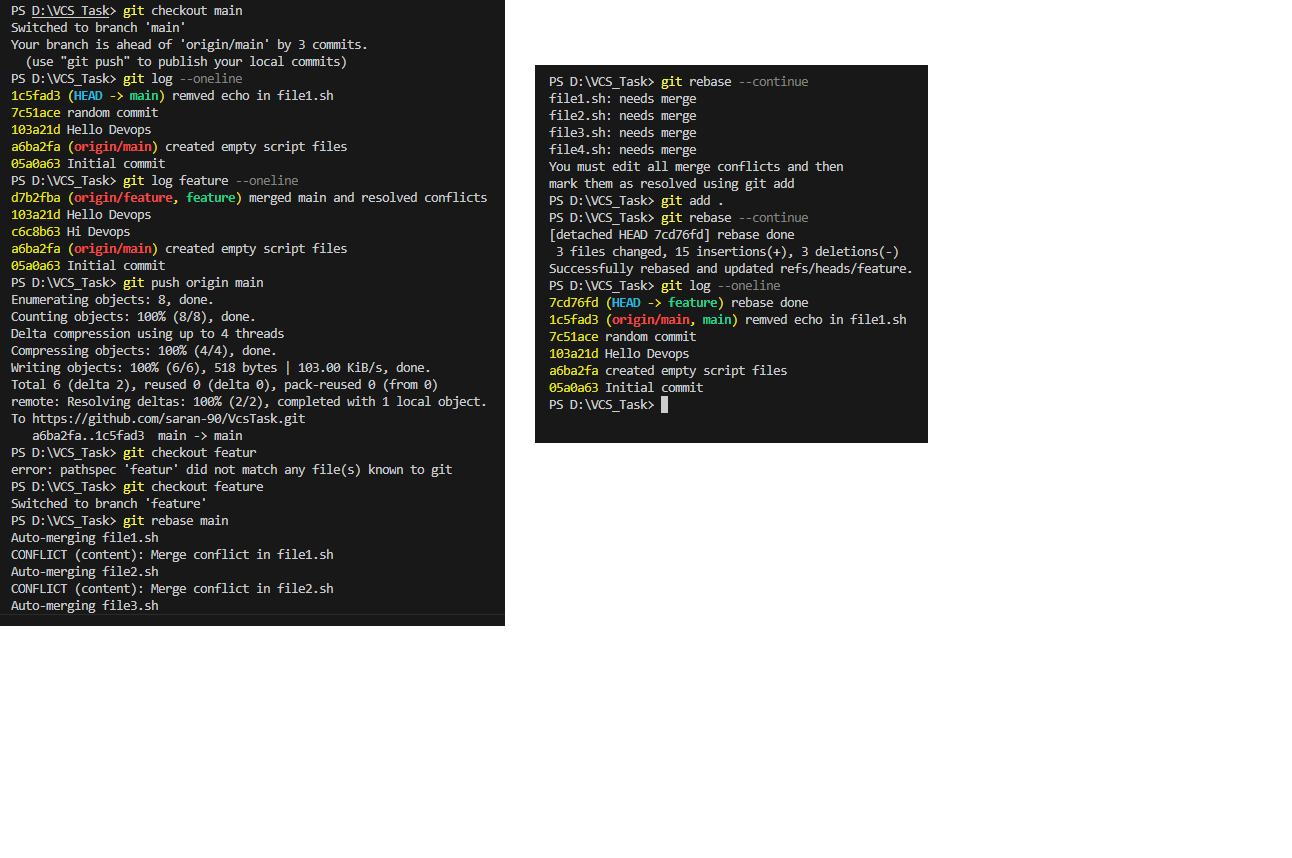 PS D:\VCS_Task> git checkout main
Switched to branch 'main'
Your branch is ahead of 'origin/main' by 3 commits.
  (use "git push" to publish your local commits)
PS D:\VCS_Task> git log --oneline
1c5fad3 (HEAD -> main) remved echo in file1.sh
7c51ace random commit
103a21d Hello Devops
a6ba2fa (origin/main) created empty script files
05a0a63 Initial commit
PS D:\VCS_Task> git log feature --oneline
d7b2fba (origin/feature, feature) merged main and resolved conflicts
103a21d Hello Devops
c6c8b63 Hi Devops
a6ba2fa (origin/main) created empty script files
05a0a63 Initial commit
PS D:\VCS_Task> git push origin main
Enumerating objects: 8, done.
Counting objects: 100% (8/8), done.
Delta compression using up to 4 threads
Compressing objects: 100% (4/4), done.
Writing objects: 100% (6/6), 518 bytes | 103.00 KiB/s, done.
Total 6 (delta 2), reused 0 (delta 0), pack-reused 0 (from 0)
remote: Resolving deltas: 100% (2/2), completed with 1 local object.
To https://github.com/saran-90/VcsTask.git
   a6ba2fa..1c5fad3  main -> main
PS D:\VCS_Task> git checkout featur
error: pathspec 'featur' did not match any file(s) known to git
PS D:\VCS_Task> git checkout feature
Switched to branch 'feature'
PS D:\VCS_Task> git rebase main
Auto-merging file1.sh
CONFLICT (content): Merge conflict in file1.sh
Auto-merging file2.sh
CONFLICT (content): Merge conflict in file2.sh
Auto-merging file3.sh
PS D:\VCS_Task> git rebase --continue
file1.sh: needs merge
file2.sh: needs merge
file3.sh: needs merge
file4.sh: needs merge
You must edit all merge conflicts and then
mark them as resolved using git add
PS D:\VCS_Task> git add .
PS D:\VCS_Task> git rebase --continue
[detached HEAD 7cd76fd] rebase done
 3 files changed, 15 insertions(+), 3 deletions(-)
Successfully rebased and updated refs/heads/feature.
PS D:\VCS_Task> git log --oneline
7cd76fd (HEAD -> feature) rebase done
1c5fad3 (origin/main, main) remved echo in file1.sh
7c51ace random commit
103a21d Hello Devops
a6ba2fa created empty script files
05a0a63 Initial commit
PS D:\VCS_Task>